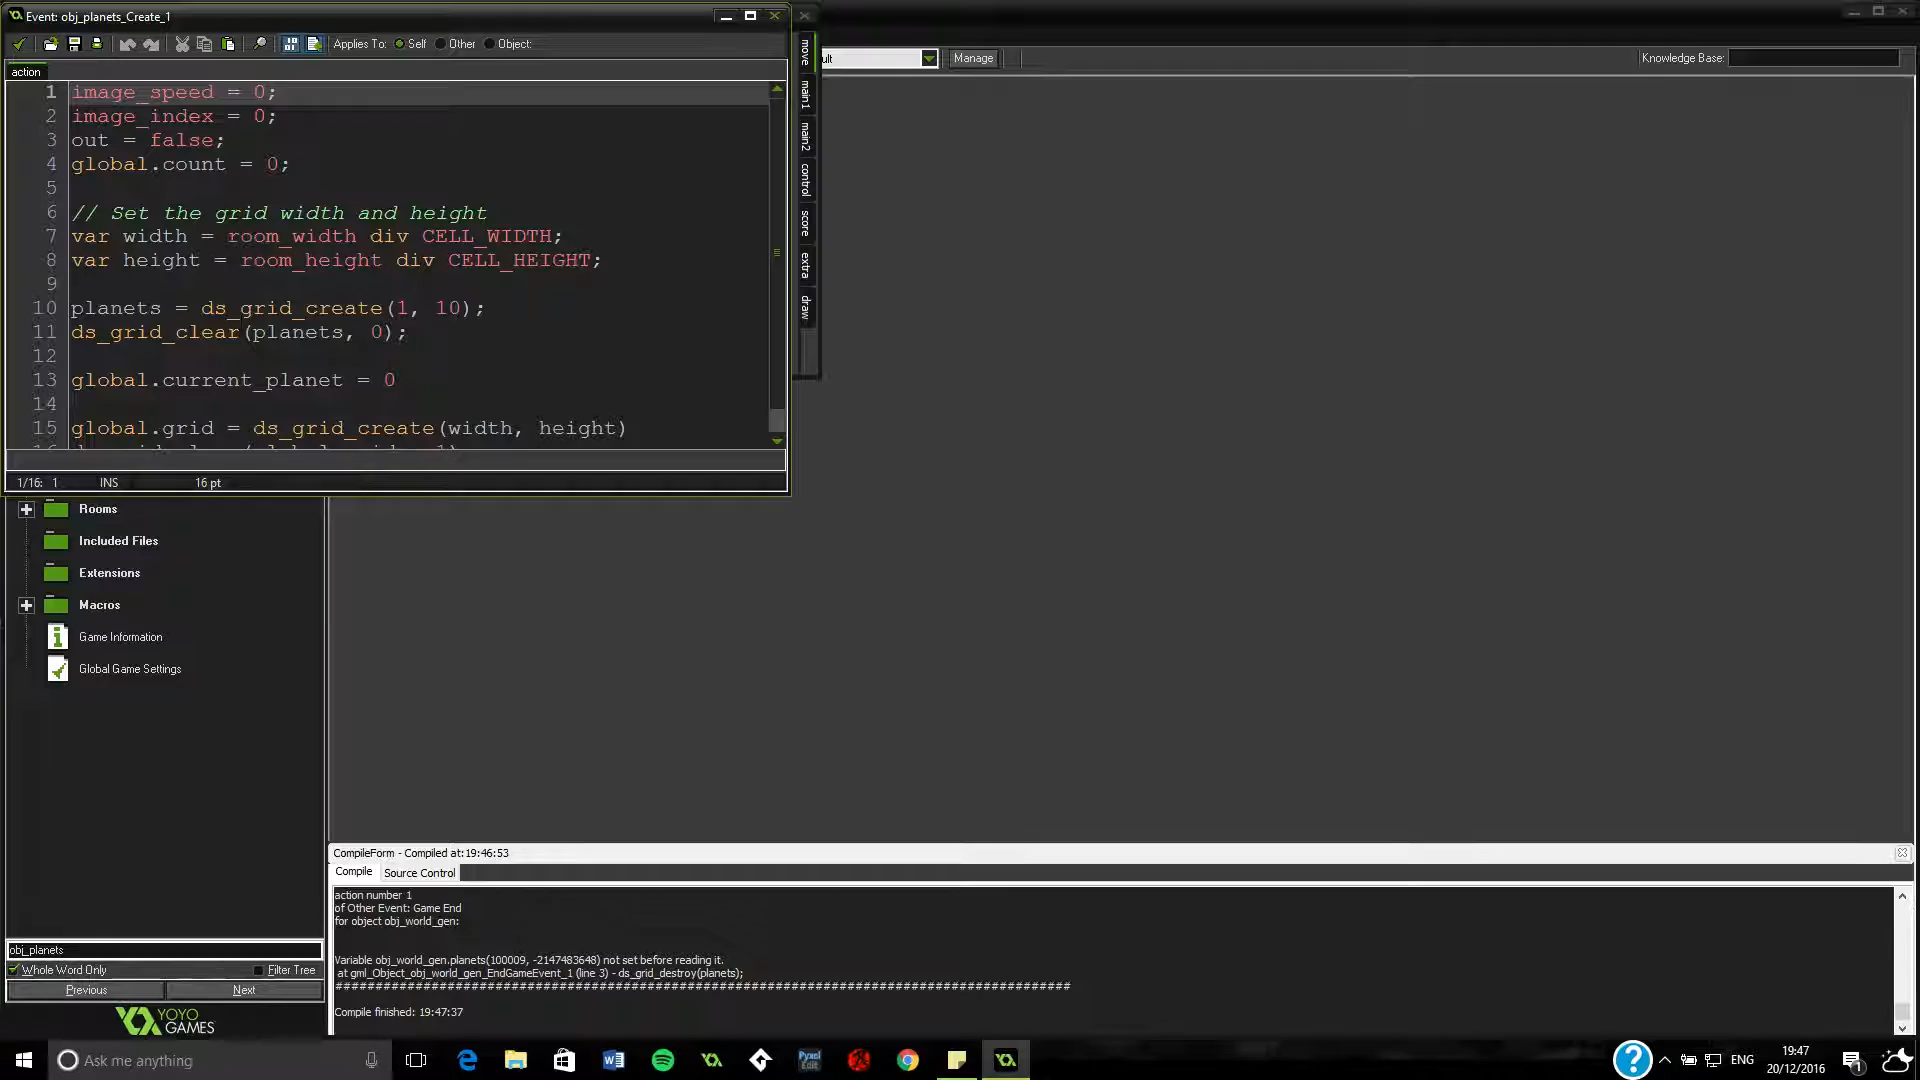 Event: obj_planets_Create_1
Applies To: Self Other Object:
action
1 image_speed = 0;
2 image_index = 0;
3 out = false;
4 global.count = 0;
5
6 // Set the grid width and height
7 var width = room_width div CELL_WIDTH;
8 var height = room_height div CELL_HEIGHT;
9
10 planets = ds_grid_create(1, 10);
11 ds_grid_clear(planets, 0);
12
13 global.current_planet = 0
14
15 global.grid = ds_grid_create(width, height)
1/16: 1 INS 16 pt
move
main1
main2
control
score
extra
draw
ult
Manage
Knowledge Base:
Rooms
Included Files
Extensions
Macros
Game Information
Global Game Settings
obj_planets
Whole Word Only Filter Tree
Previous Next
YOYO
GAMES
CompileForm - Compiled at:19:46:53
Compile Source Control
action number 1
of Other Event: Game End
for object obj_world_gen:
Variable obj_world_gen.planets(100009, -2147483648) not set before reading it.
at gml_Object_obj_world_gen_EndGameEvent_1 (line 3) - ds_grid_destroy(planets);
Compile finished: 19:47:37
Ask me anything
Pyxel
Edit
ENG
19:47
20/12/2016
1